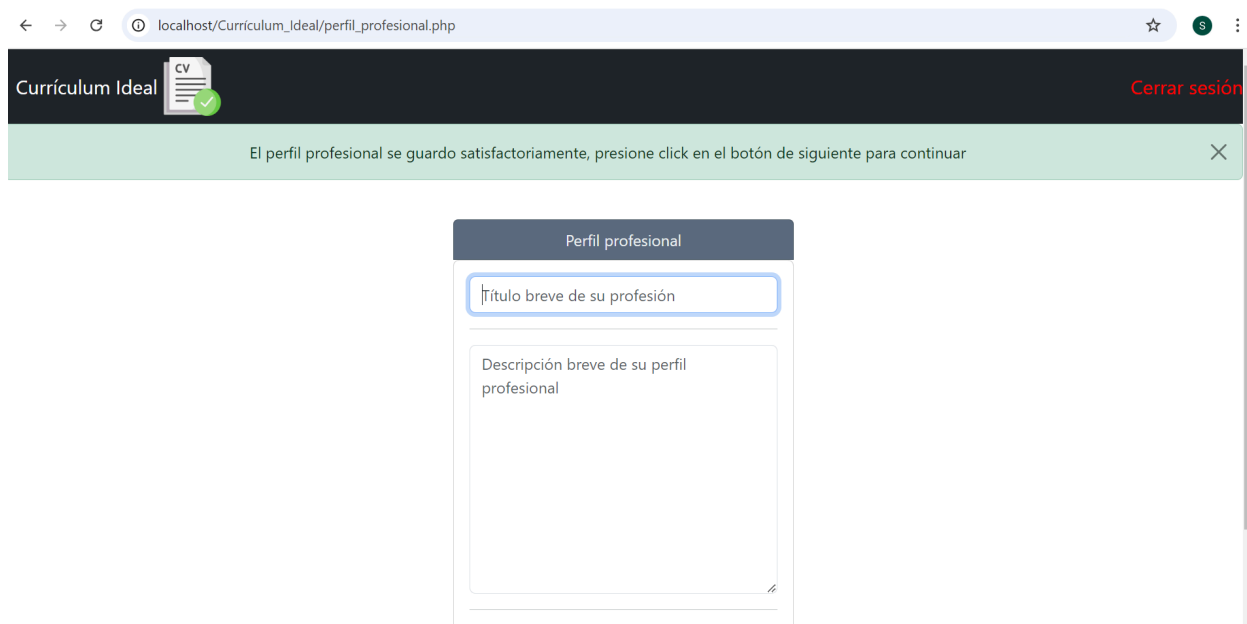 localhost/Curriculum_Ideal/perfil_profesional.php
S
Currículum Ideal
CV
Cerrar sesión
El perfil profesional se guardo satisfactoriamente, presione click en el botón de siguiente para continuar
Perfil profesional
Título breve de su profesión
Descripción breve de su perfil
profesional